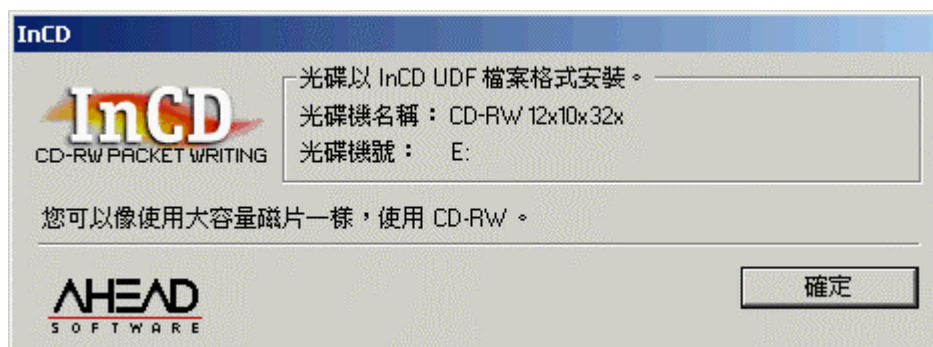 InCD
InCD
CD-RW PACKET WRITING
光碟以 InCD UDF 檔案格式安裝。
光碟機名稱： CD-RW 12x10x32x
光碟機號： E:
您可以像使用大容量磁片一樣，使用 CD-RW 。
AHEAD
SOFTWARE
確定